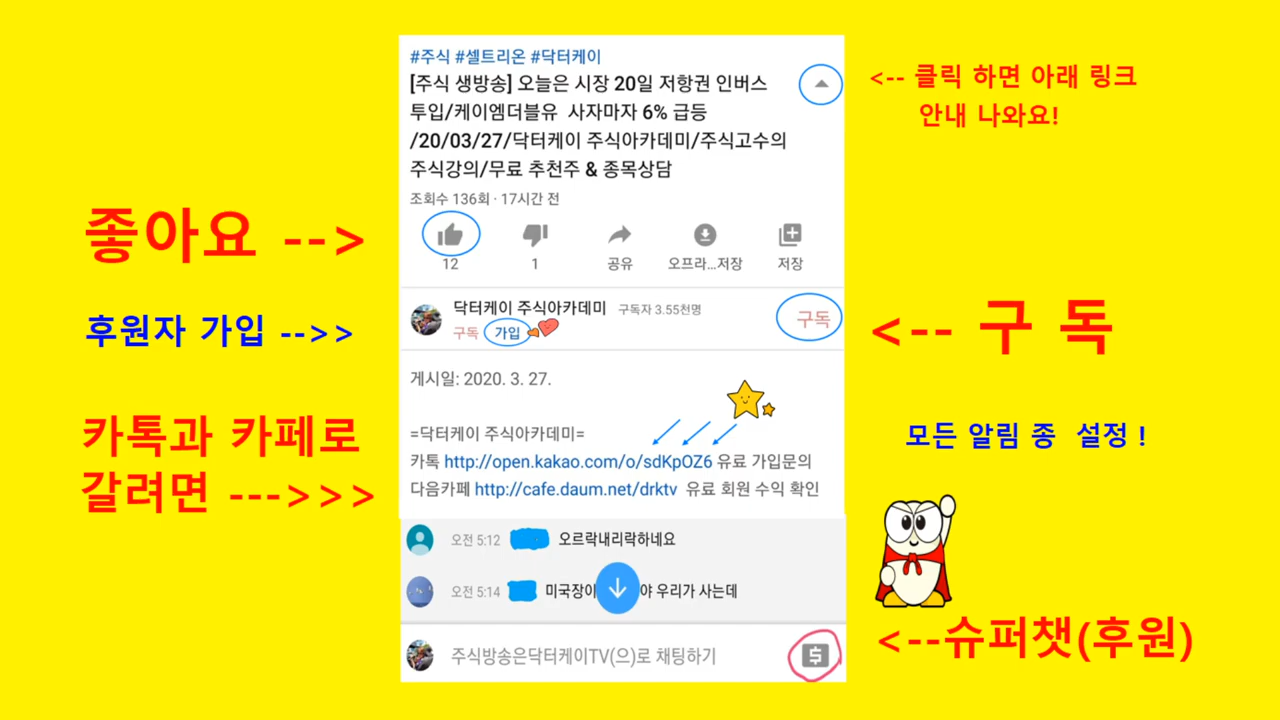 #주식 #셀트리온 #닥터케이
[주식 생방송] 오늘은 시장 20일 저항권 인버스
투입/케이엠더블유 사자마자 6% 급등
/20/03/27/닥터케이 주식아카데미/주식고수의
주식강의/무료 추천주 & 종목상담
조회수 136회 · 17시간 전
<-- 클릭 하면 아래 링크
안내 나와요!
좋아요 -->
12
1
공유
오프라...저장
저장
후원자 가입 -->>
닥터케이 주식아카데미 구독자 3.55천명
구독 가입
구독
<-- 구 독
게시일: 2020. 3. 27.
카톡과 카페로
갈려면 --->>>
=닥터케이 주식아카데미=
카톡 http://open.kakao.com/o/sdKpOZ6 유료 가입문의
다음카페 http://cafe.daum.net/drktv 유료 회원 수익 확인
모든 알림 종 설정 !
오전 5:12 오르락내리락하네요
오전 5:14 미국장이 야 우리가 사는데
주식방송은닥터케이TV(으)로 채팅하기
$
<--슈퍼챗(후원)